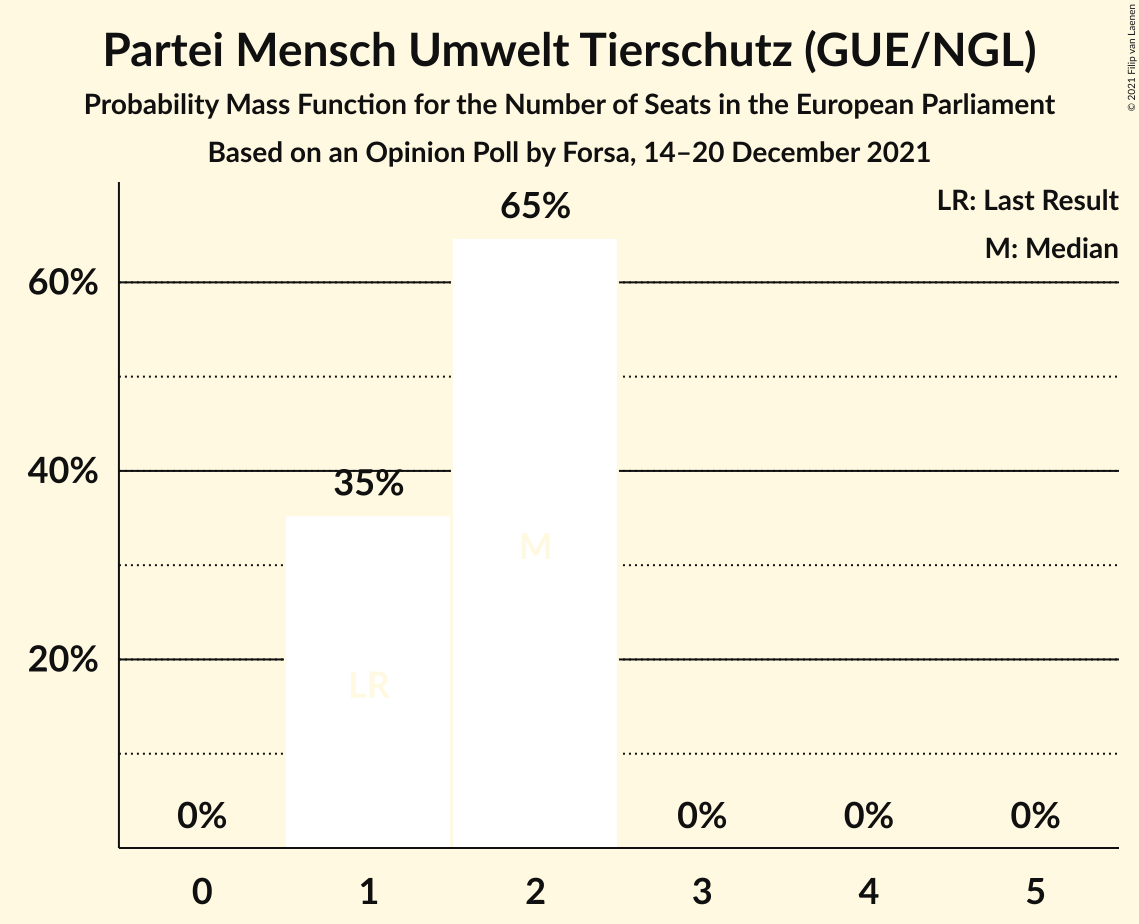 Partei Mensch Umwelt Tierschutz (GUE/NGL)
Probability Mass Function for the Number of Seats in the European Parliament
Based on an Opinion Poll by Forsa, 14–20 December 2021
© 2021 Filip van Laenen
LR: Last Result
M: Median
65%
60%
40%
35%
M
20%
LR
0%
0%
0%
0%
0 1 2 3 4 5